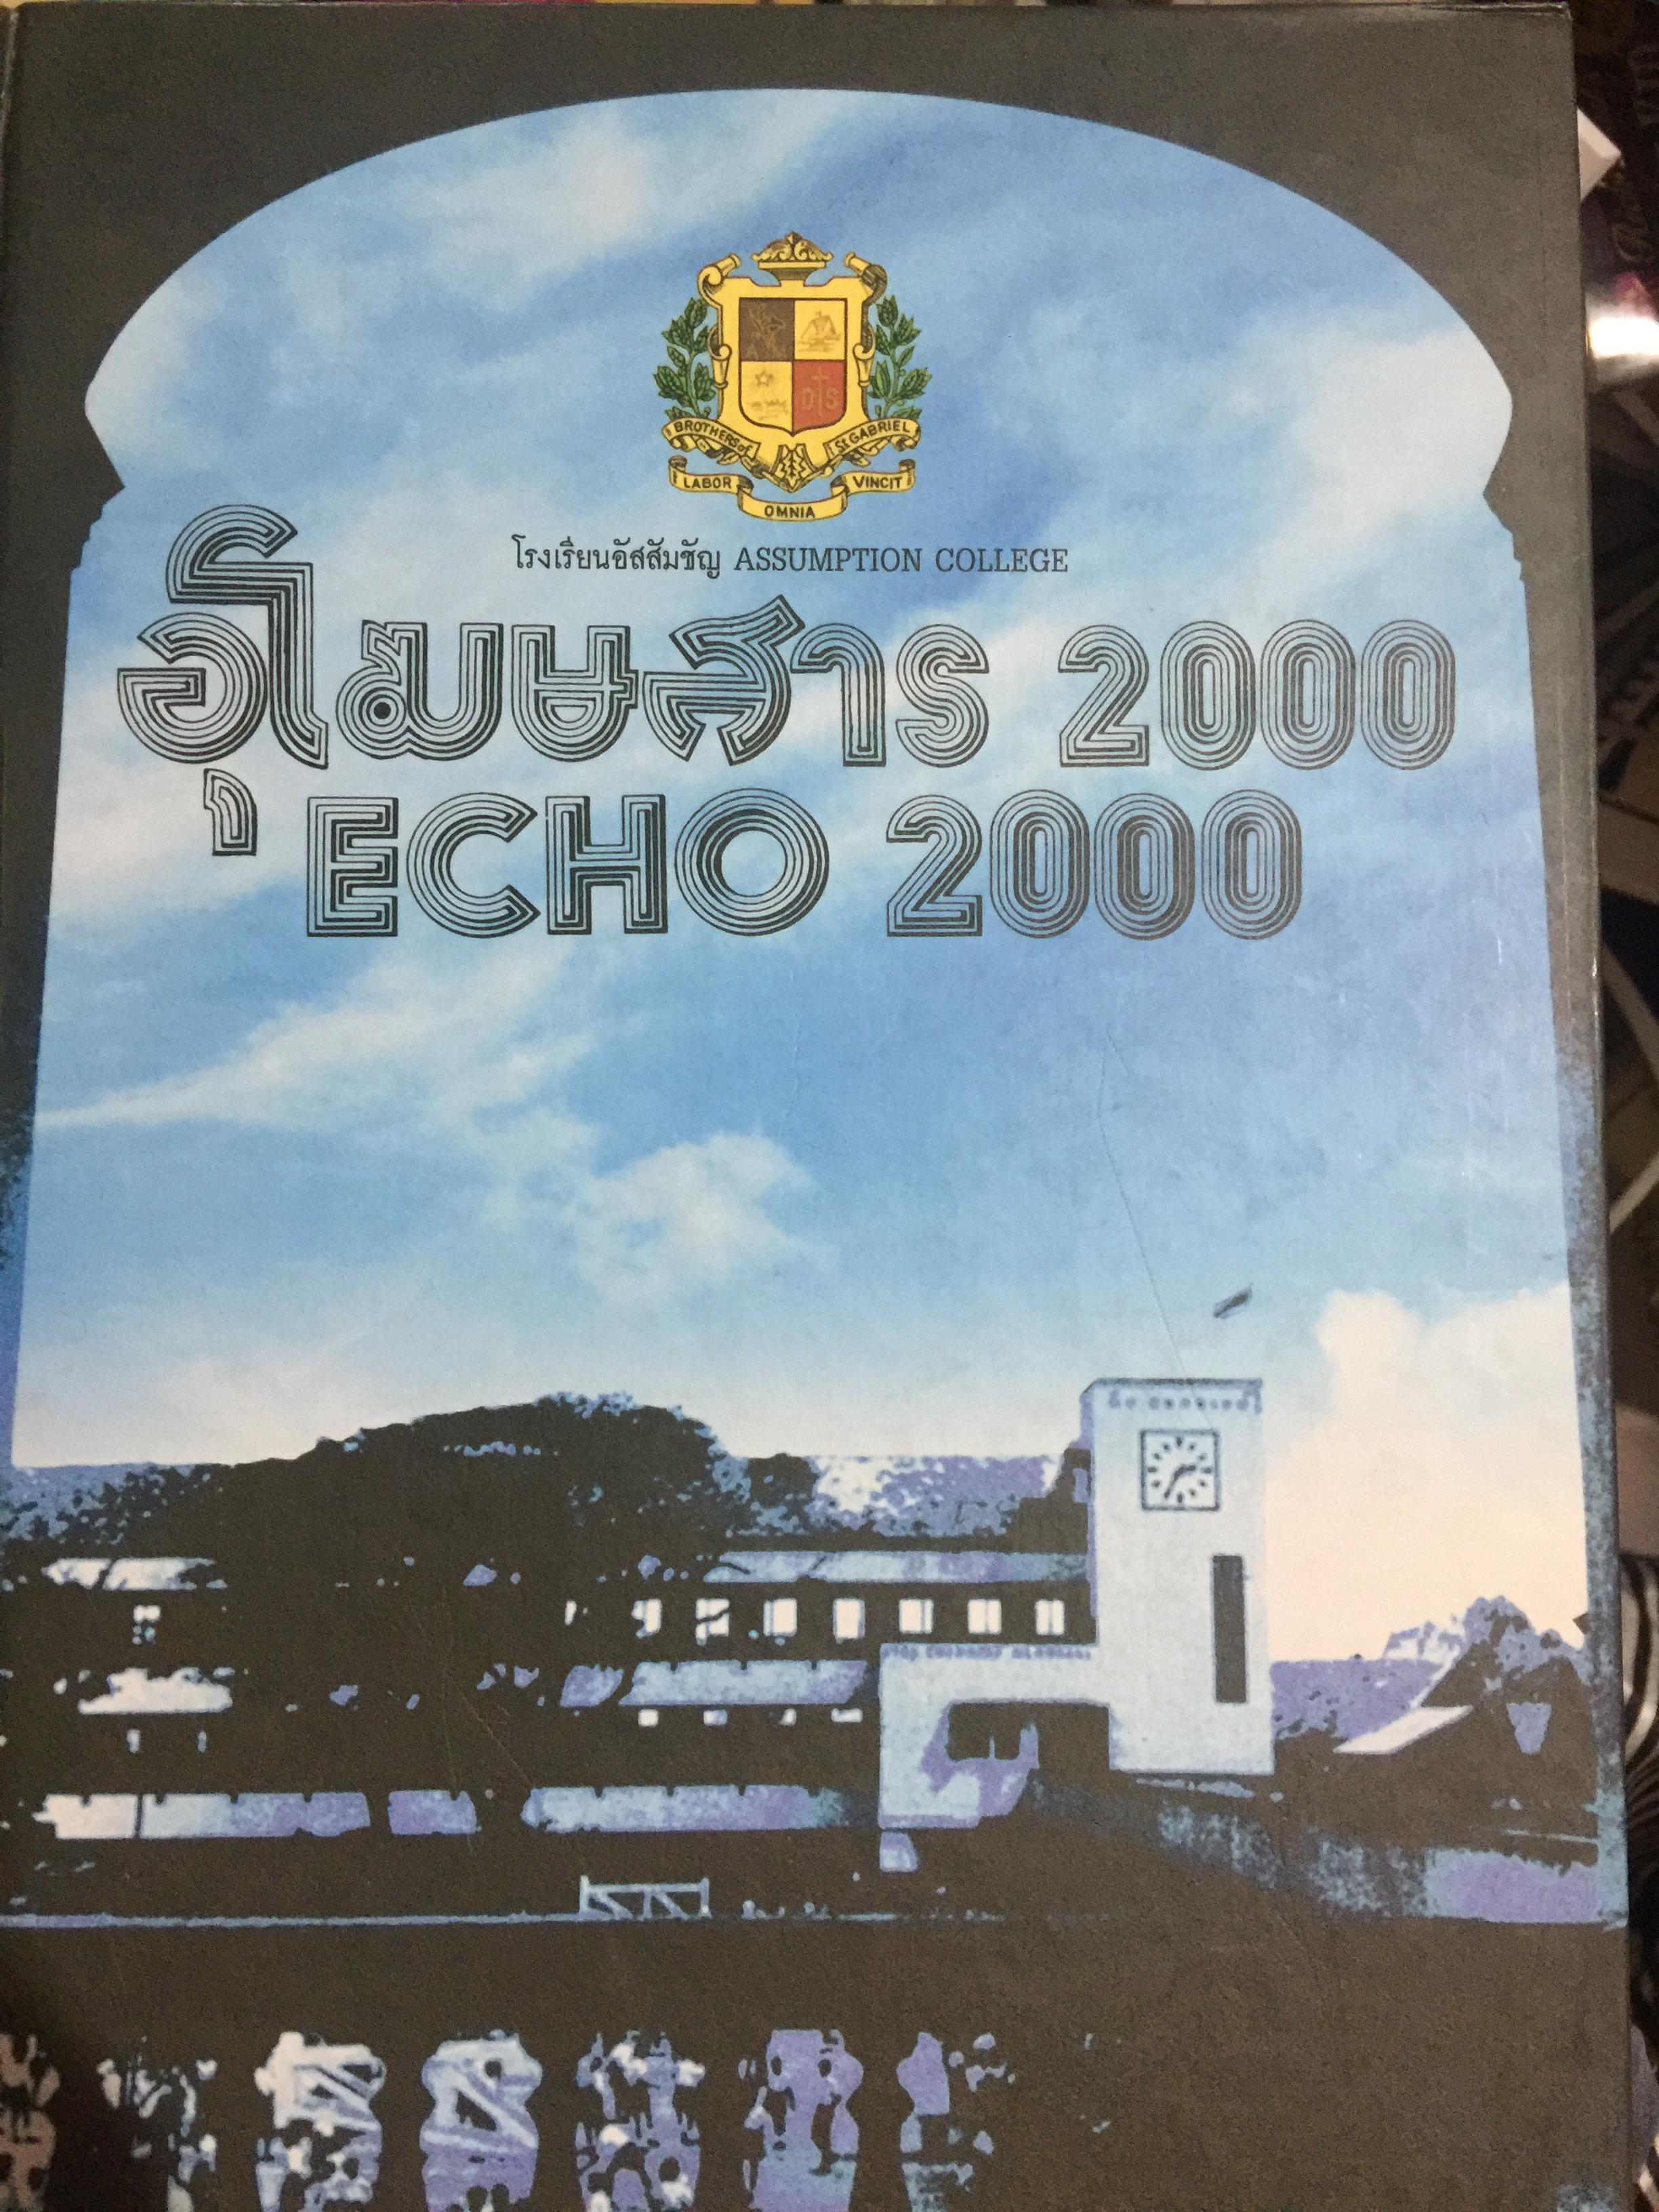 BROTHERS of St GABRIEL
LABOR OMNIA VINCIT
D S
โรงเรียนอัสสัมชัญ ASSUMPTION COLLEGE
อุโฆษสาร 2000
ECHO 2000